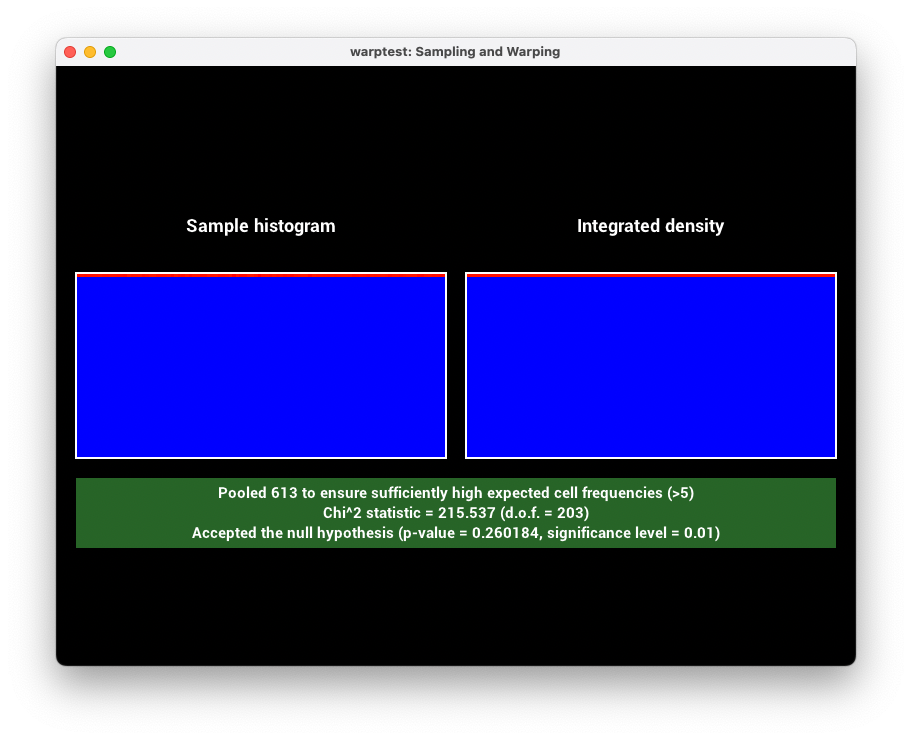 warptest: Sampling and Warping
Sample histogram
Integrated density
Pooled 613 to ensure sufficiently high expected cell frequencies (>5)
Chi^2 statistic = 215.537 (d.o.f. = 203)
Accepted the null hypothesis (p-value = 0.260184, significance level = 0.01)